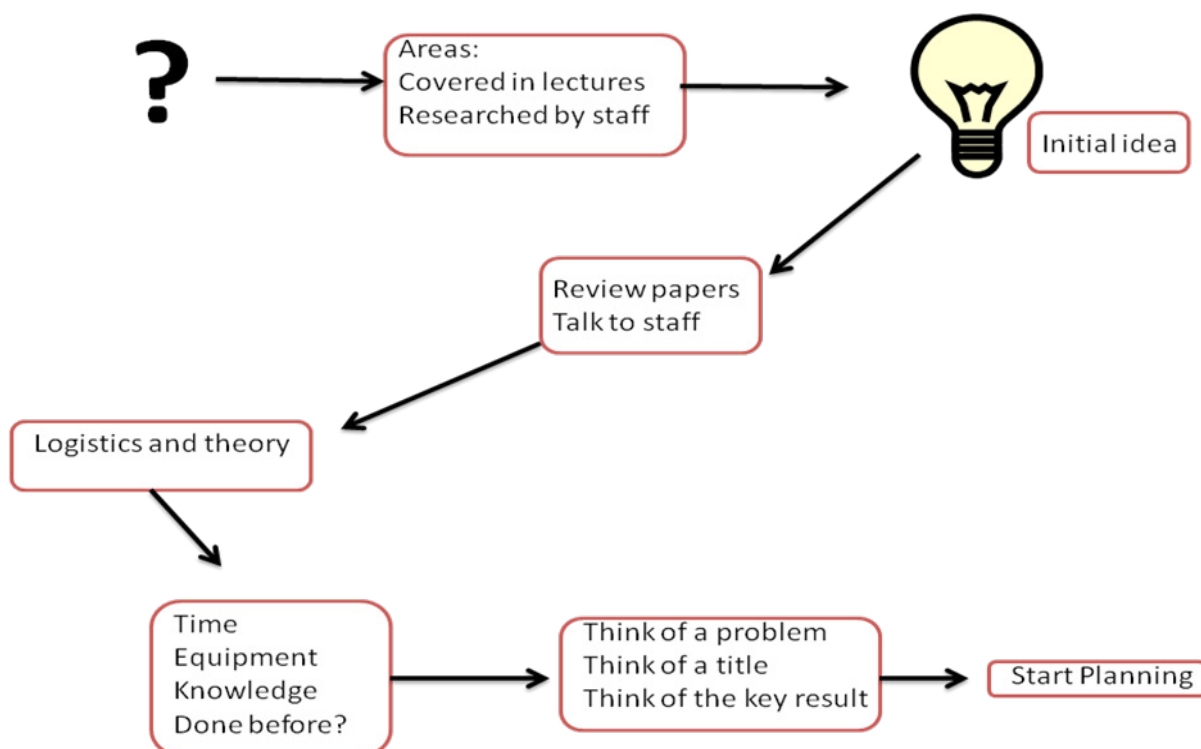 ?
Areas:
Covered in lectures
Researched by staff
Initial idea
Review papers
Talk to staff
Logistics and theory
Time
Equipment
Knowledge
Done before?
Think of a problem
Think of a title
Think of the key result
Start Planning